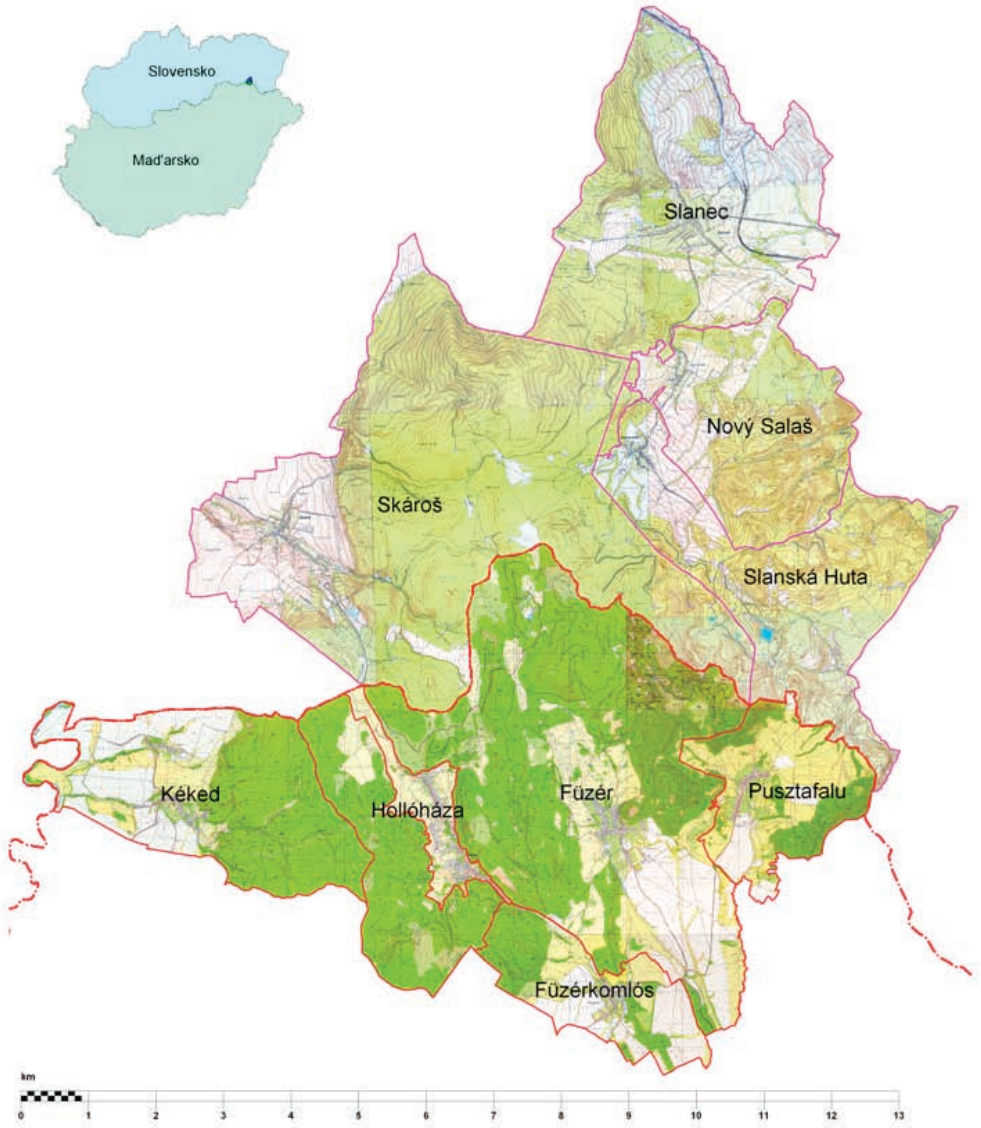 Slovensko
Maďarsko
Slanec
Nový Salaš
Skároš
Slanská Huta
Kéked
Hollóháza
Füzér
Pusztafalu
Füzérkomlós
km
0 1 2 3 4 5 6 7 8 9 10 11 12 13